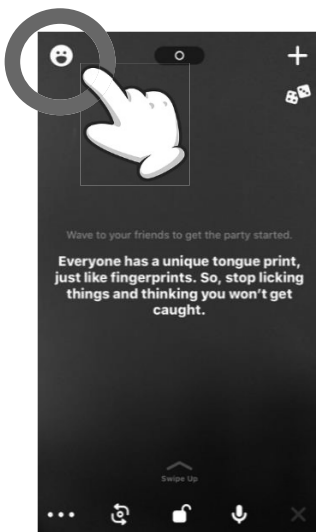 Wave to your friends to get the party started.
Everyone has a unique tongue print,
just like fingerprints. So, stop licking
things and thinking you won't get
caught.
Swipe Up